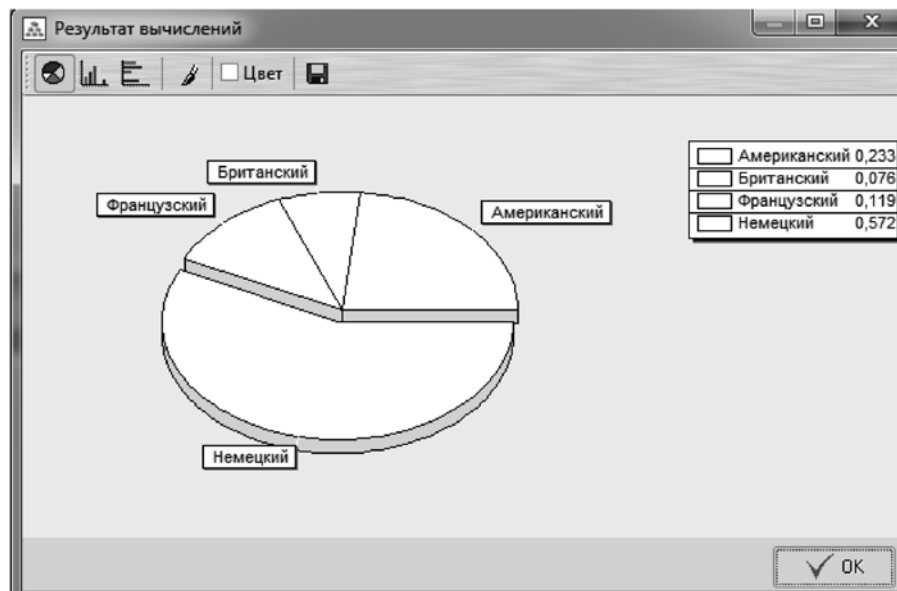 Результат вычислений
Цвет
Британский
Французский
Американский
Немецкий
Американский 0,233
Британский 0,076
Французский 0,119
Немецкий 0,572
OK